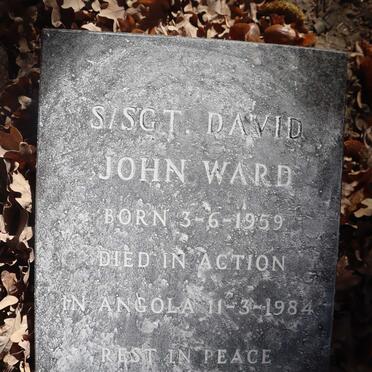 S/SGT. DAVID
JOHN WARD
BORN 3-6-1959
DIED IN ACTION
IN ANGOLA 11-3-1984
REST IN PEACE